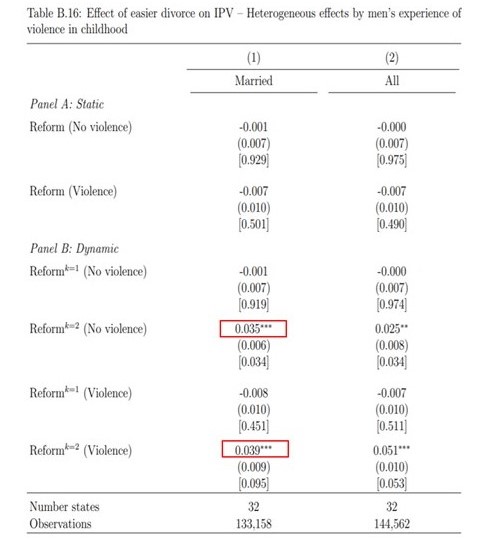 Table B.16: Effect of easier divorce on IPV – Heterogeneous effects by men's experience of
violence in childhood
(1) (2)
Married All
Panel A: Static
Reform (No violence) -0.001 -0.000
(0.007) (0.007)
[0.929] [0.975]
Reform (Violence) -0.007 -0.007
(0.010) (0.010)
[0.501] [0.490]
Panel B: Dynamic
Reform^k=1 (No violence) -0.001 -0.000
(0.007) (0.007)
[0.919] [0.974]
Reform^k=2 (No violence) 0.035*** 0.025**
(0.006) (0.008)
[0.034] [0.034]
Reform^k=1 (Violence) -0.008 -0.007
(0.010) (0.010)
[0.451] [0.511]
Reform^k=2 (Violence) 0.039*** 0.051***
(0.009) (0.010)
[0.095] [0.053]
Number states 32 32
Observations 133,158 144,562